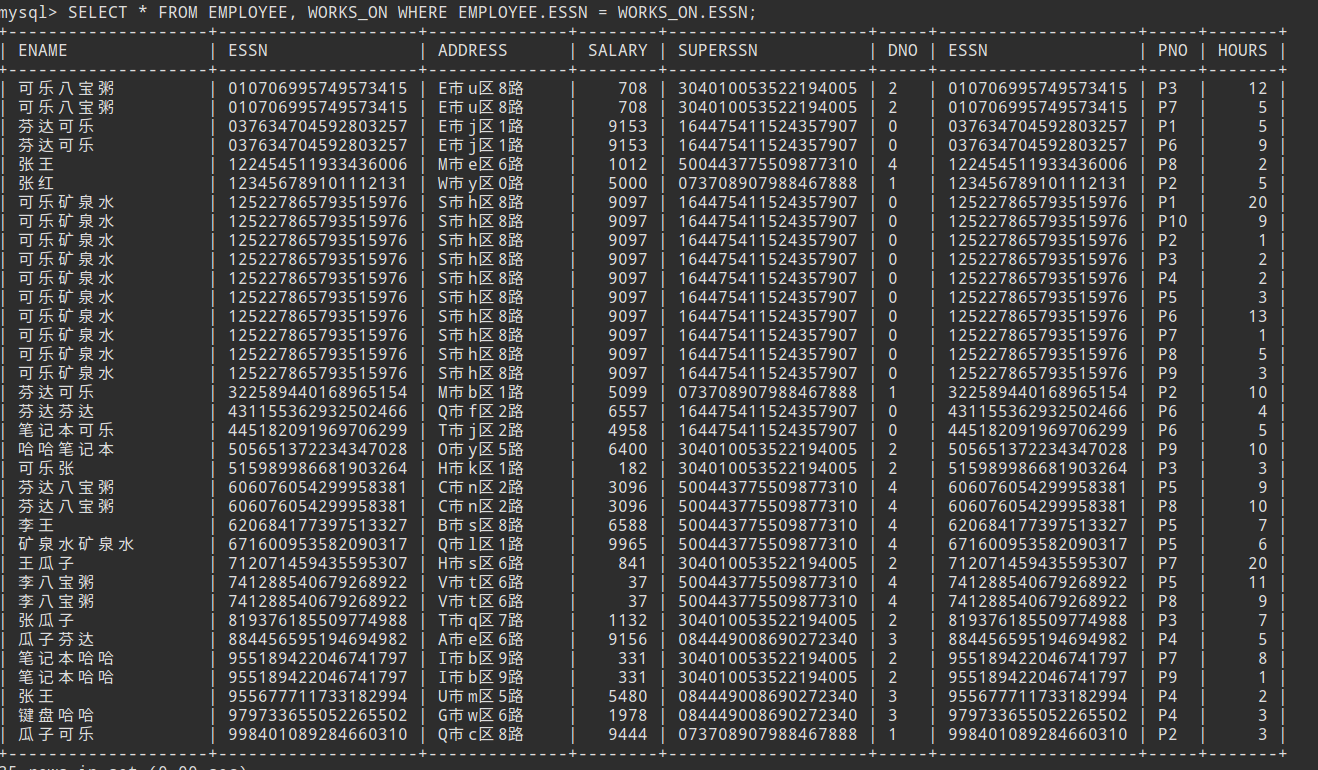 mysql> SELECT * FROM EMPLOYEE, WORKS_ON WHERE EMPLOYEE.ESSN = WORKS_ON.ESSN;
| ENAME | ESSN | ADDRESS | SALARY | SUPERSSN | DNO | ESSN | PNO | HOURS |
| 可乐八宝粥 | 010706995749573415 | E市u区8路 | 708 | 304010053522194005 | 2 | 010706995749573415 | P3 | 12 |
| 可乐八宝粥 | 010706995749573415 | E市u区8路 | 708 | 304010053522194005 | 2 | 010706995749573415 | P7 | 5 |
| 芬达可乐 | 037634704592803257 | E市j区1路 | 9153 | 164475411524357907 | 0 | 037634704592803257 | P1 | 5 |
| 芬达可乐 | 037634704592803257 | E市j区1路 | 9153 | 164475411524357907 | 0 | 037634704592803257 | P6 | 9 |
| 张王 | 122454511933436006 | M市e区6路 | 1012 | 500443775509877310 | 4 | 122454511933436006 | P8 | 2 |
| 张红 | 123456789101112131 | W市y区0路 | 5000 | 073708907988467888 | 1 | 123456789101112131 | P2 | 5 |
| 可乐矿泉水 | 125227865793515976 | S市h区8路 | 9097 | 164475411524357907 | 0 | 125227865793515976 | P1 | 20 |
| 可乐矿泉水 | 125227865793515976 | S市h区8路 | 9097 | 164475411524357907 | 0 | 125227865793515976 | P10 | 9 |
| 可乐矿泉水 | 125227865793515976 | S市h区8路 | 9097 | 164475411524357907 | 0 | 125227865793515976 | P2 | 1 |
| 可乐矿泉水 | 125227865793515976 | S市h区8路 | 9097 | 164475411524357907 | 0 | 125227865793515976 | P3 | 2 |
| 可乐矿泉水 | 125227865793515976 | S市h区8路 | 9097 | 164475411524357907 | 0 | 125227865793515976 | P4 | 2 |
| 可乐矿泉水 | 125227865793515976 | S市h区8路 | 9097 | 164475411524357907 | 0 | 125227865793515976 | P5 | 3 |
| 可乐矿泉水 | 125227865793515976 | S市h区8路 | 9097 | 164475411524357907 | 0 | 125227865793515976 | P6 | 13 |
| 可乐矿泉水 | 125227865793515976 | S市h区8路 | 9097 | 164475411524357907 | 0 | 125227865793515976 | P7 | 1 |
| 可乐矿泉水 | 125227865793515976 | S市h区8路 | 9097 | 164475411524357907 | 0 | 125227865793515976 | P8 | 5 |
| 可乐矿泉水 | 125227865793515976 | S市h区8路 | 9097 | 164475411524357907 | 0 | 125227865793515976 | P9 | 3 |
| 芬达可乐 | 322589440168965154 | M市b区1路 | 5099 | 073708907988467888 | 1 | 322589440168965154 | P2 | 10 |
| 芬达芬达 | 431155362932502466 | Q市f区2路 | 6557 | 164475411524357907 | 0 | 431155362932502466 | P6 | 4 |
| 笔记本可乐 | 445182091969706299 | T市j区2路 | 4958 | 164475411524357907 | 0 | 445182091969706299 | P6 | 5 |
| 哈哈笔记本 | 505651372234347028 | O市y区5路 | 6400 | 304010053522194005 | 2 | 505651372234347028 | P9 | 10 |
| 可乐张 | 515989986681903264 | H市k区1路 | 182 | 304010053522194005 | 2 | 515989986681903264 | P3 | 3 |
| 芬达八宝粥 | 606076054299958381 | C市n区2路 | 3096 | 500443775509877310 | 4 | 606076054299958381 | P5 | 9 |
| 芬达八宝粥 | 606076054299958381 | C市n区2路 | 3096 | 500443775509877310 | 4 | 606076054299958381 | P8 | 10 |
| 李王 | 620684177397513327 | B市s区8路 | 6588 | 500443775509877310 | 4 | 620684177397513327 | P5 | 7 |
| 矿泉水矿泉水 | 671600953582090317 | Q市l区1路 | 9965 | 500443775509877310 | 4 | 671600953582090317 | P5 | 6 |
| 王瓜子 | 712071459435595307 | H市s区6路 | 841 | 304010053522194005 | 2 | 712071459435595307 | P7 | 20 |
| 李八宝粥 | 741288540679268922 | V市t区6路 | 37 | 500443775509877310 | 4 | 741288540679268922 | P5 | 11 |
| 李八宝粥 | 741288540679268922 | V市t区6路 | 37 | 500443775509877310 | 4 | 741288540679268922 | P8 | 9 |
| 张瓜子 | 819376185509774988 | T市q区7路 | 1132 | 304010053522194005 | 2 | 819376185509774988 | P3 | 7 |
| 瓜子芬达 | 884456595194694982 | A市e区6路 | 9156 | 084449008690272340 | 3 | 884456595194694982 | P4 | 5 |
| 笔记本哈哈 | 955189422046741797 | I市b区9路 | 331 | 304010053522194005 | 2 | 955189422046741797 | P7 | 8 |
| 笔记本哈哈 | 955189422046741797 | I市b区9路 | 331 | 304010053522194005 | 2 | 955189422046741797 | P9 | 1 |
| 张王 | 955677711733182994 | U市m区5路 | 5480 | 084449008690272340 | 3 | 955677711733182994 | P4 | 2 |
| 键盘哈哈 | 979733655052265502 | G市w区6路 | 1978 | 084449008690272340 | 3 | 979733655052265502 | P4 | 3 |
| 瓜子可乐 | 998401089284660310 | Q市c区8路 | 9444 | 073708907988467888 | 1 | 998401089284660310 | P2 | 3 |